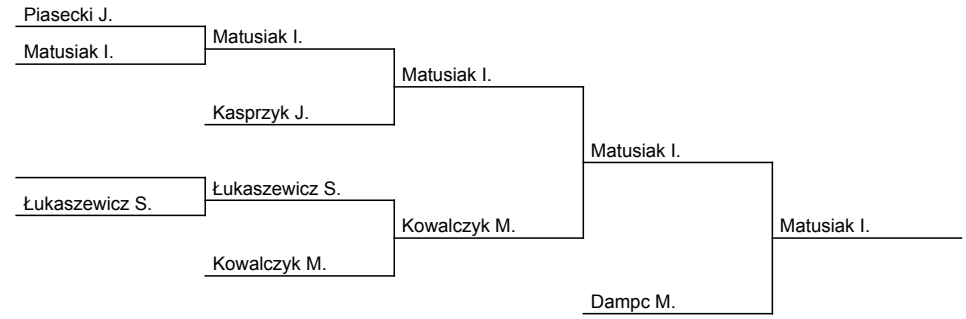 Piasecki J.
Matusiak I.
Matusiak I.
Matusiak I.
Kasprzyk J.
Matusiak I.
Łukaszewicz S.
Łukaszewicz S.
Kowalczyk M.
Matusiak I.
Kowalczyk M.
Dampc M.